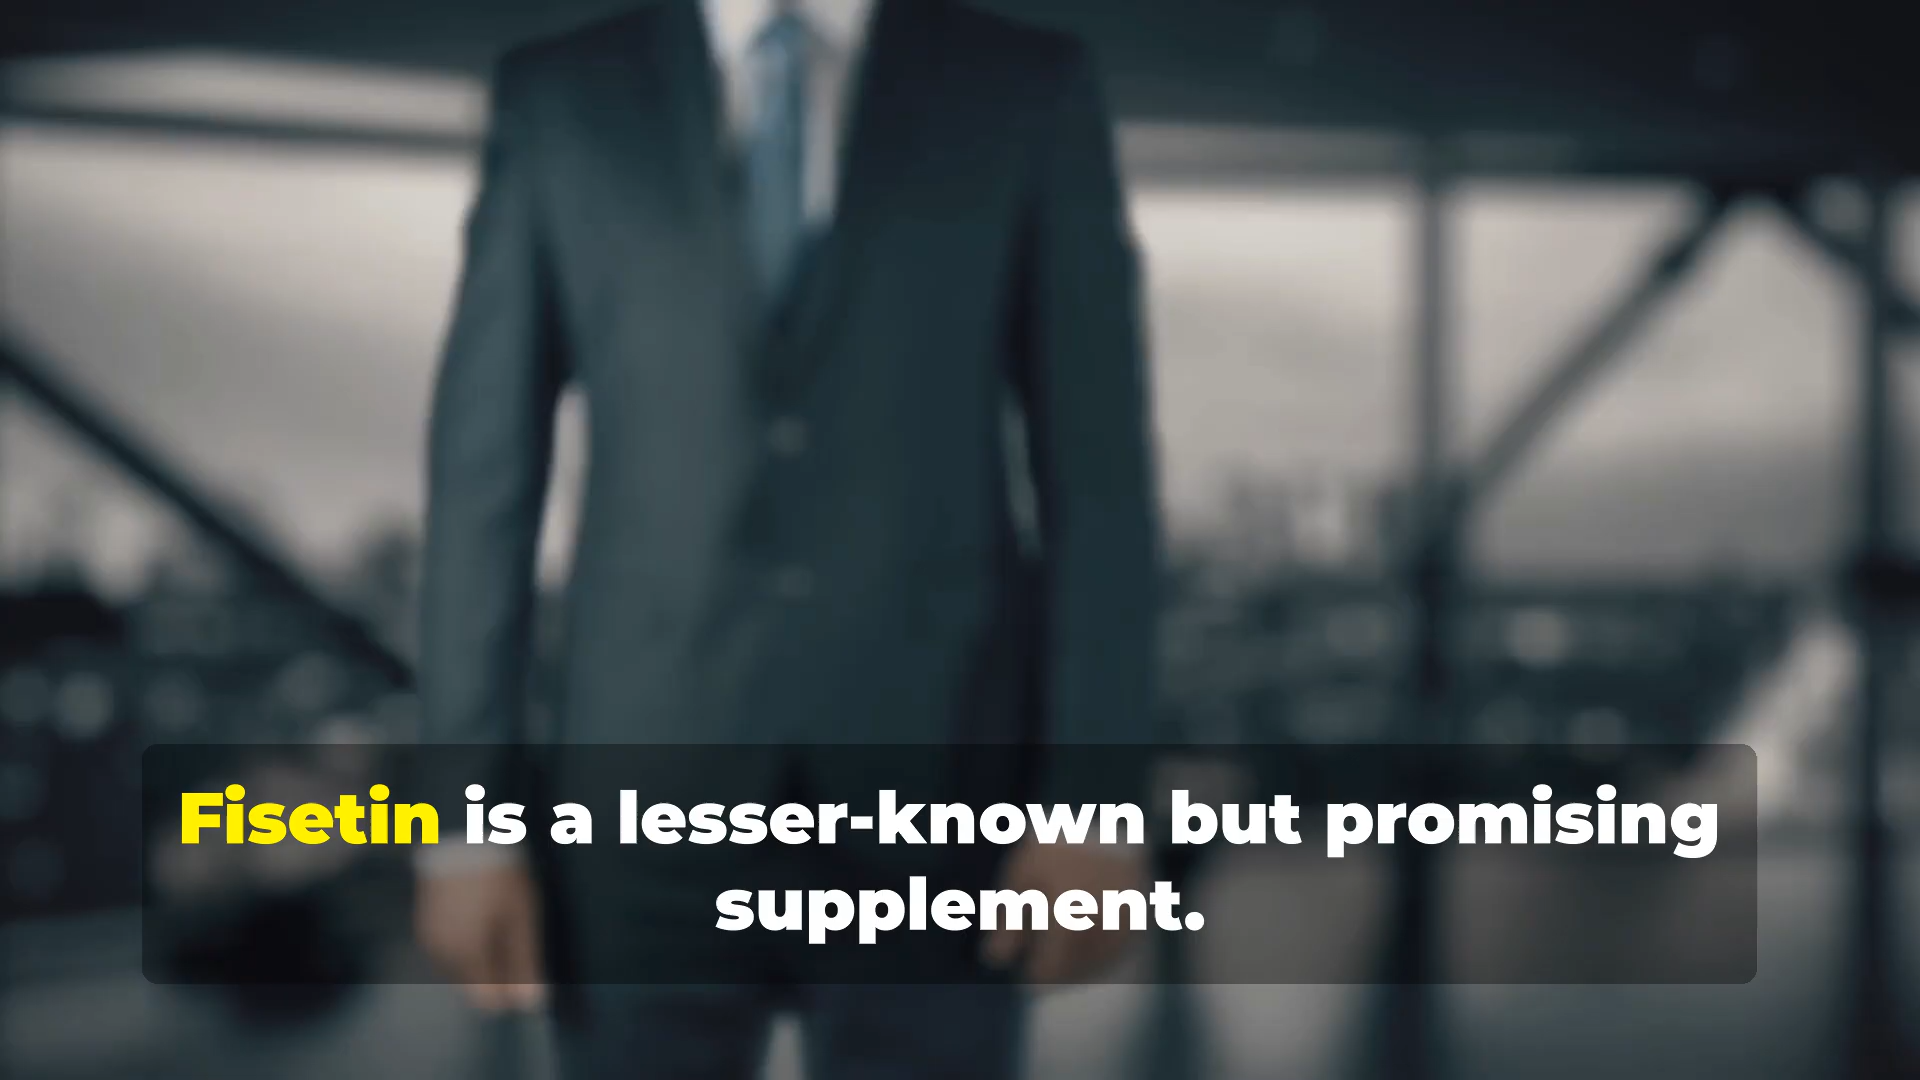 Fisetin is a lesser-known but promising
supplement.